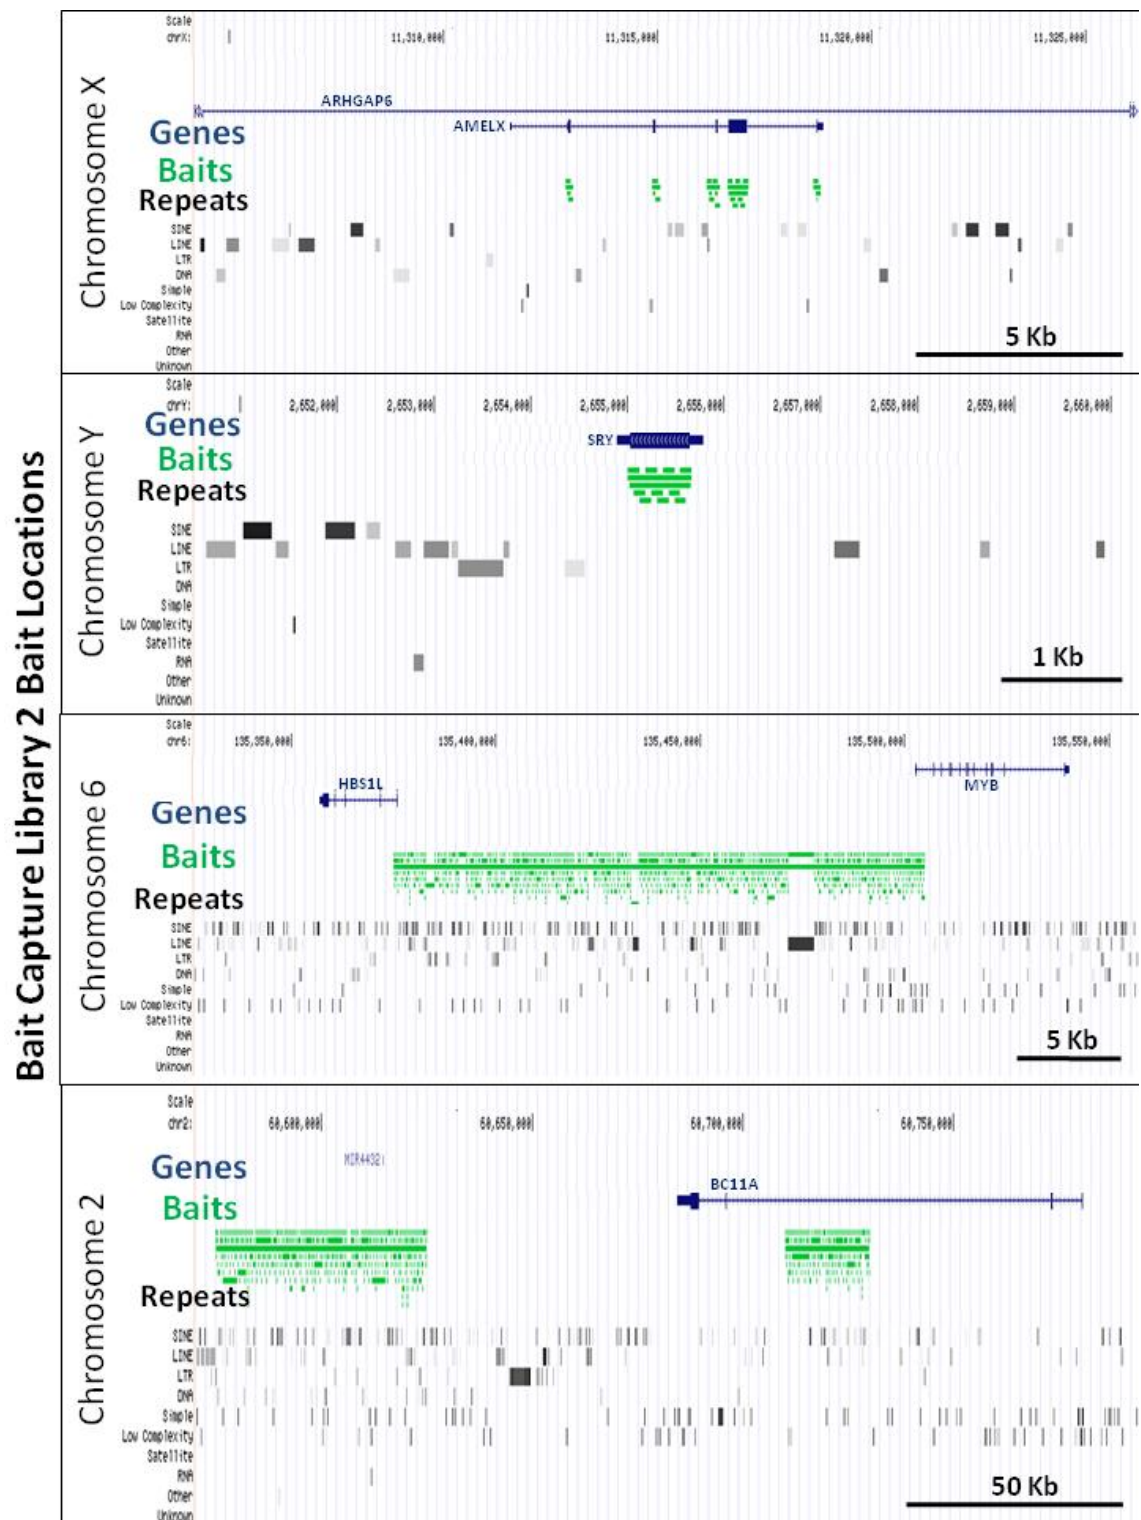 Bait Capture Library 2 Bait Locations
Chromosome X
Scale
chrX:
11,310,000
11,315,000
11,320,000
11,325,000
ARHGAP6
AMELX
Genes
Baits
Repeats
SINE
LINE
LTR
DNA
Simple
Low Complexity
Satellite
RNA
Other
Unknown
5 Kb
Chromosome Y
Scale
chrY:
2,652,000
2,653,000
2,654,000
2,655,000
2,656,000
2,657,000
2,658,000
2,659,000
2,660,000
Genes
SRY
Baits
Repeats
SINE
LINE
LTR
DNA
Simple
Low Complexity
Satellite
RNA
Other
Unknown
1 Kb
Chromosome 6
Scale
chr6:
135,350,000
135,400,000
135,450,000
135,500,000
135,550,000
HBS1L
MYB
Genes
Baits
Repeats
SINE
LINE
LTR
DNA
Simple
Low Complexity
Satellite
RNA
Other
Unknown
5 Kb
Chromosome 2
Scale
chr2:
60,600,000
60,650,000
60,700,000
60,750,000
MIR4432
Genes
BC11A
Baits
Repeats
SINE
LINE
LTR
DNA
Simple
Low Complexity
Satellite
RNA
Other
Unknown
50 Kb